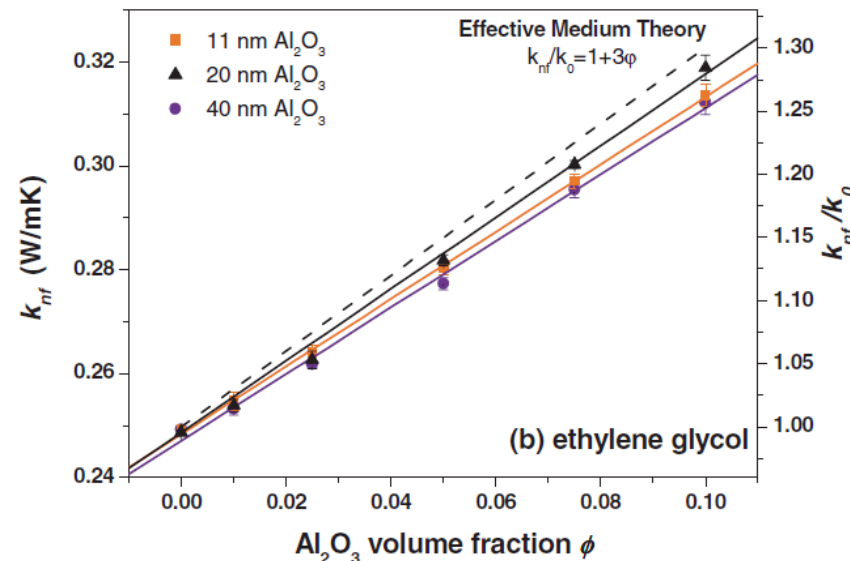 Effective Medium Theory
kₙf/k₀=1+3φ
11 nm Al₂O₃
20 nm Al₂O₃
40 nm Al₂O₃
kₙf (W/mK)
0.32
0.30
0.28
0.26
0.24
kₙf/k₀
1.30
1.25
1.20
1.15
1.10
1.05
1.00
(b) ethylene glycol
0.00 0.02 0.04 0.06 0.08 0.10
Al₂O₃ volume fraction ϕ